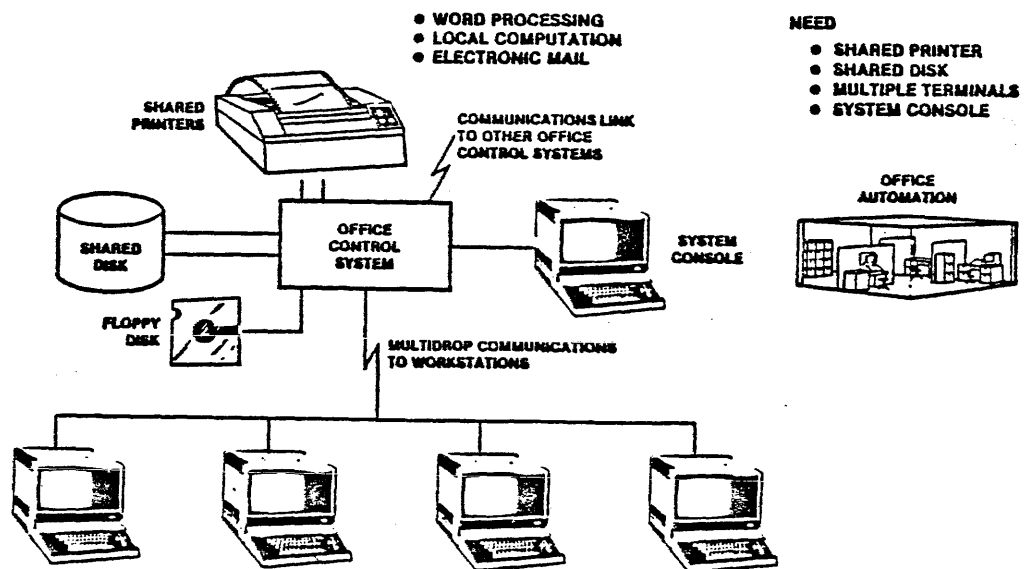 ● WORD PROCESSING
● LOCAL COMPUTATION
● ELECTRONIC MAIL
NEED
● SHARED PRINTER
● SHARED DISK
● MULTIPLE TERMINALS
● SYSTEM CONSOLE
SHARED
PRINTERS
COMMUNICATIONS LINK
TO OTHER OFFICE
CONTROL SYSTEMS
OFFICE
AUTOMATION
SHARED
DISK
OFFICE
CONTROL
SYSTEM
SYSTEM
CONSOLE
FLOPPY
DISK
MULTIDROP COMMUNICATIONS
TO WORKSTATIONS